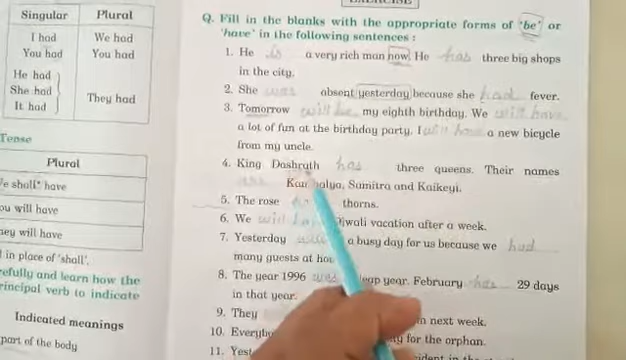 EXERCISE
Singular Plural
I had We had
You had You had
He had
She had They had
It had
Tense
Plural
We shall* have
You will have
They will have
in place of 'shall'.
carefully and learn how the
principal verb to indicate
Indicated meanings
part of the body
Q. Fill in the blanks with the appropriate forms of 'be' or
'have' in the following sentences :
1. He is a very rich man now. He has three big shops
in the city.
2. She was absent yesterday because she had fever.
3. Tomorrow will be my eighth birthday. We will have
a lot of fun at the birthday party. I will have a new bicycle
from my uncle.
4. King Dashrath has three queens. Their names
are Kaushalya, Sumitra and Kaikeyi.
5. The rose thorns.
6. We will have Diwali vacation after a week.
7. Yesterday was a busy day for us because we had
many guests at
8. The year 1996 was leap year. February has 29 days
in that year.
9. They next week.
10. for the orphan.
11.